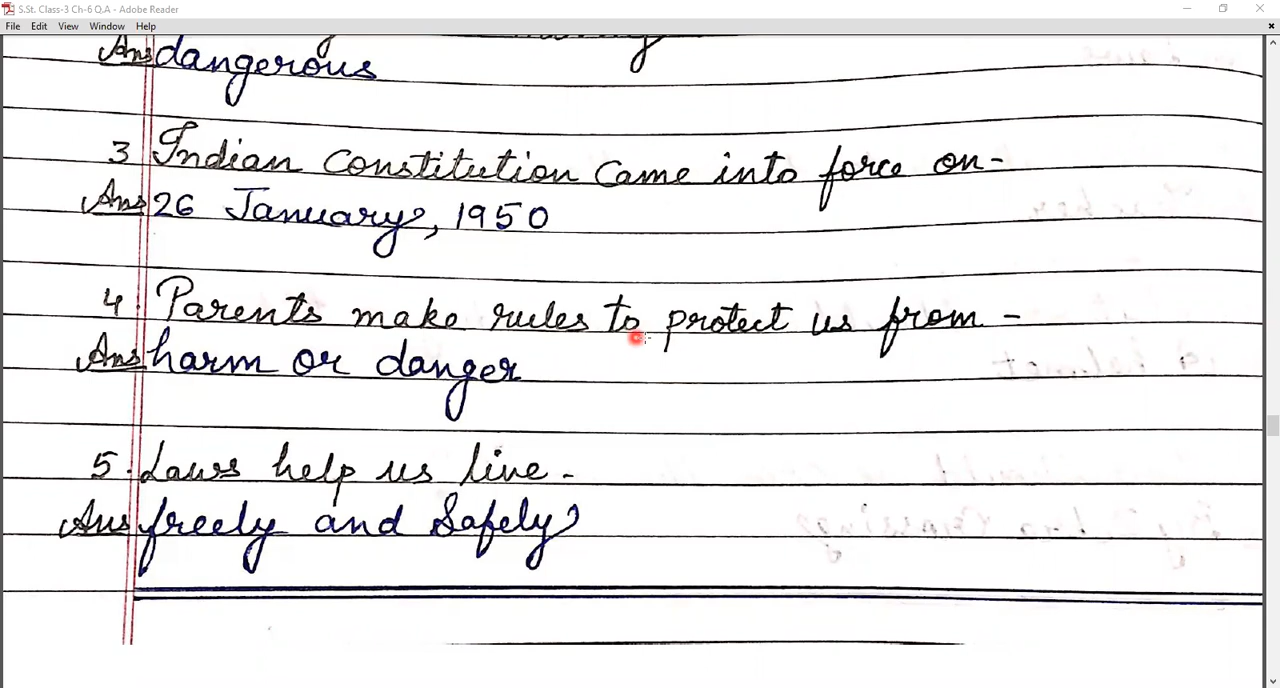 S.St. Class-3 Ch-6 Q.A - Adobe Reader
File Edit View Window Help
Ans dangerous
3 Indian Constitution Came into force on-
Ans 26 January, 1950
4. Parents make rules to protect us from -
Ans harm or danger
5. Laws help us live -
Ans freely and Safely